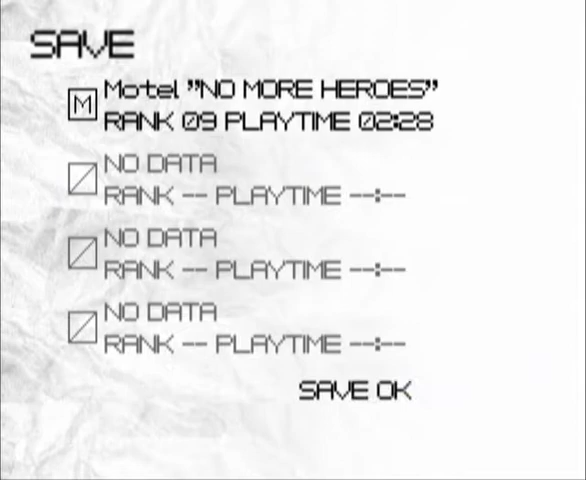 SAVE
M
Motel "NO MORE HEROES"
RANK 09 PLAYTIME 02:28
NO DATA
RANK -- PLAYTIME --:--
NO DATA
RANK -- PLAYTIME --:--
NO DATA
RANK -- PLAYTIME --:--
SAVE OK